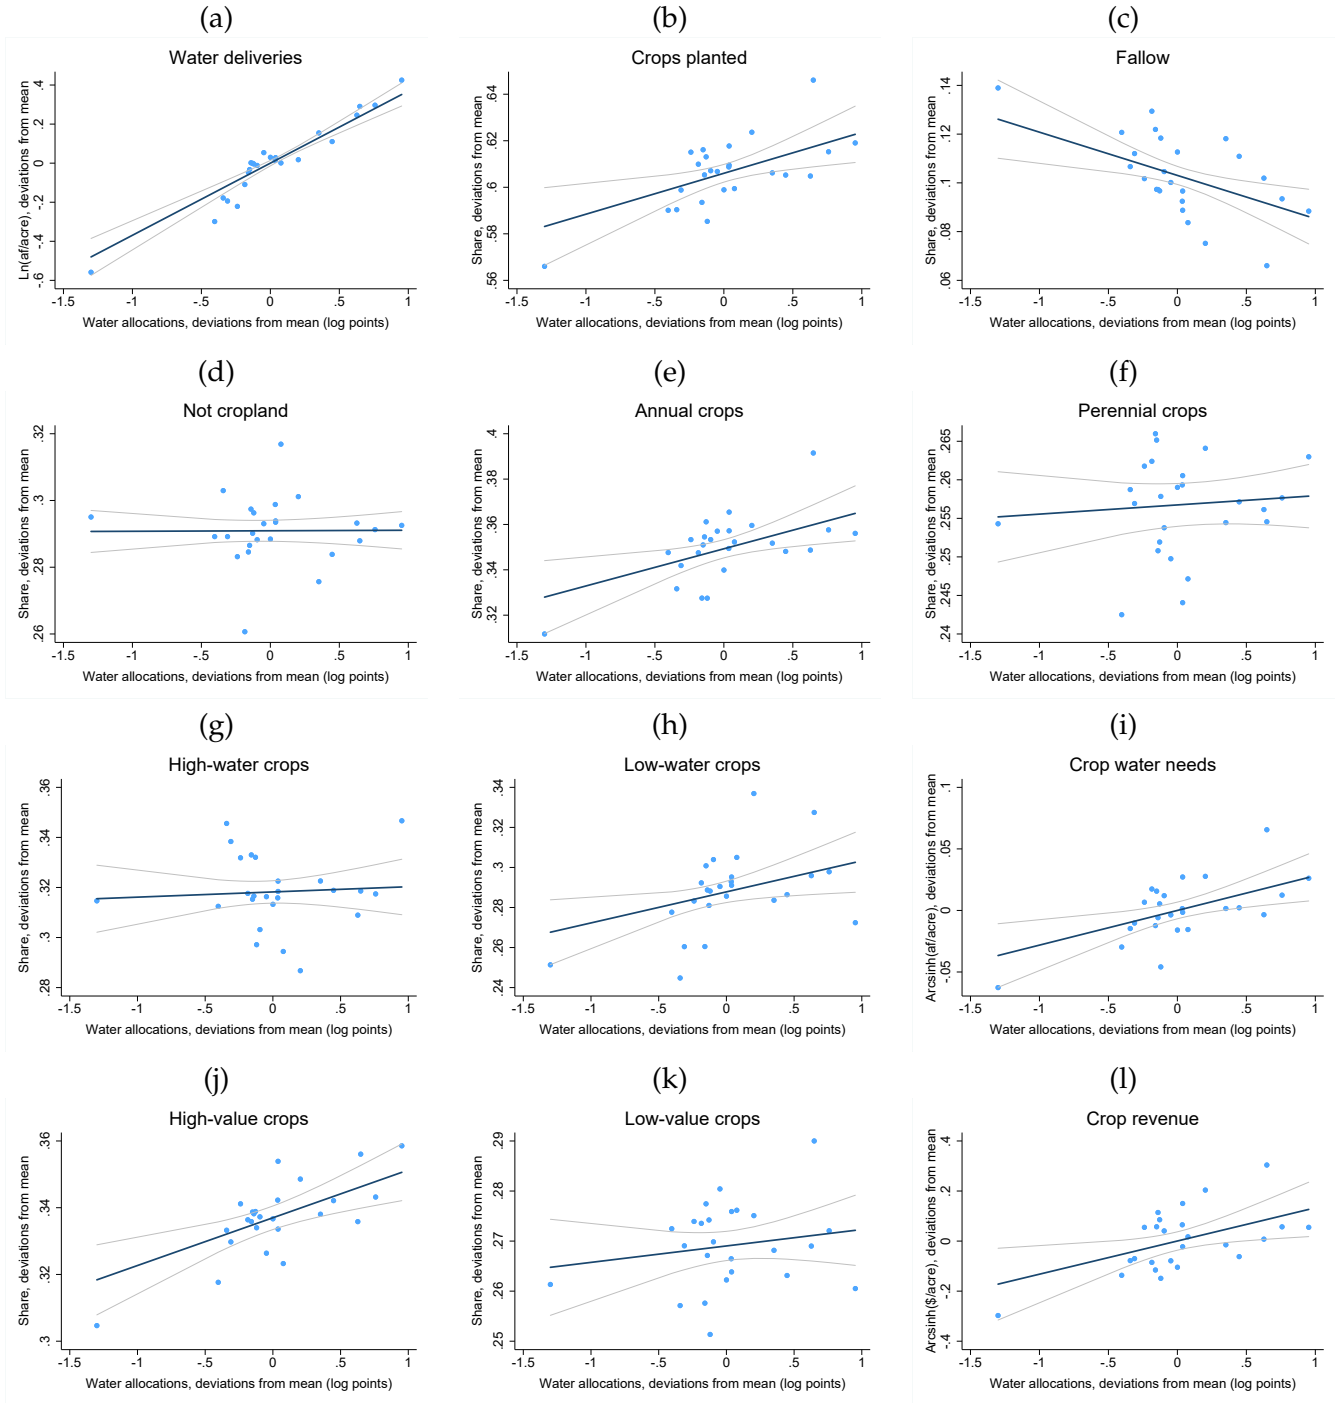 (a) (b) (c)
Water deliveries Crops planted Fallow
Ln(af/acre), deviations from mean
.4 .2 0 -.2 -.4 -.6
-1.5 -1 -.5 0 .5 1
Water allocations, deviations from mean (log points)
Share, deviations from mean
.64 .62 .6 .58 .56
-1.5 -1 -.5 0 .5 1
Water allocations, deviations from mean (log points)
Share, deviations from mean
.14 .12 .1 .08 .06
-1.5 -1 -.5 0 .5 1
Water allocations, deviations from mean (log points)
(d) (e) (f)
Not cropland Annual crops Perennial crops
Share, deviations from mean
.32 .3 .28 .26
-1.5 -1 -.5 0 .5 1
Water allocations, deviations from mean (log points)
Share, deviations from mean
.4 .38 .36 .34 .32
-1.5 -1 -.5 0 .5 1
Water allocations, deviations from mean (log points)
Share, deviations from mean
.265 .26 .255 .25 .245 .24
-1.5 -1 -.5 0 .5 1
Water allocations, deviations from mean (log points)
(g) (h) (i)
High-water crops Low-water crops Crop water needs
Share, deviations from mean
.36 .34 .32 .3 .28
-1.5 -1 -.5 0 .5 1
Water allocations, deviations from mean (log points)
Share, deviations from mean
.34 .32 .3 .28 .26 .24
-1.5 -1 -.5 0 .5 1
Water allocations, deviations from mean (log points)
Arcsinh(af/acre), deviations from mean
.1 .05 0 -.05
-1.5 -1 -.5 0 .5 1
Water allocations, deviations from mean (log points)
(j) (k) (l)
High-value crops Low-value crops Crop revenue
Share, deviations from mean
.36 .34 .32 .3
-1.5 -1 -.5 0 .5 1
Water allocations, deviations from mean (log points)
Share, deviations from mean
.29 .28 .27 .26 .25
-1.5 -1 -.5 0 .5 1
Water allocations, deviations from mean (log points)
Arcsinh($/acre), deviations from mean
.4 .2 0 -.2 -.4
-1.5 -1 -.5 0 .5 1
Water allocations, deviations from mean (log points)